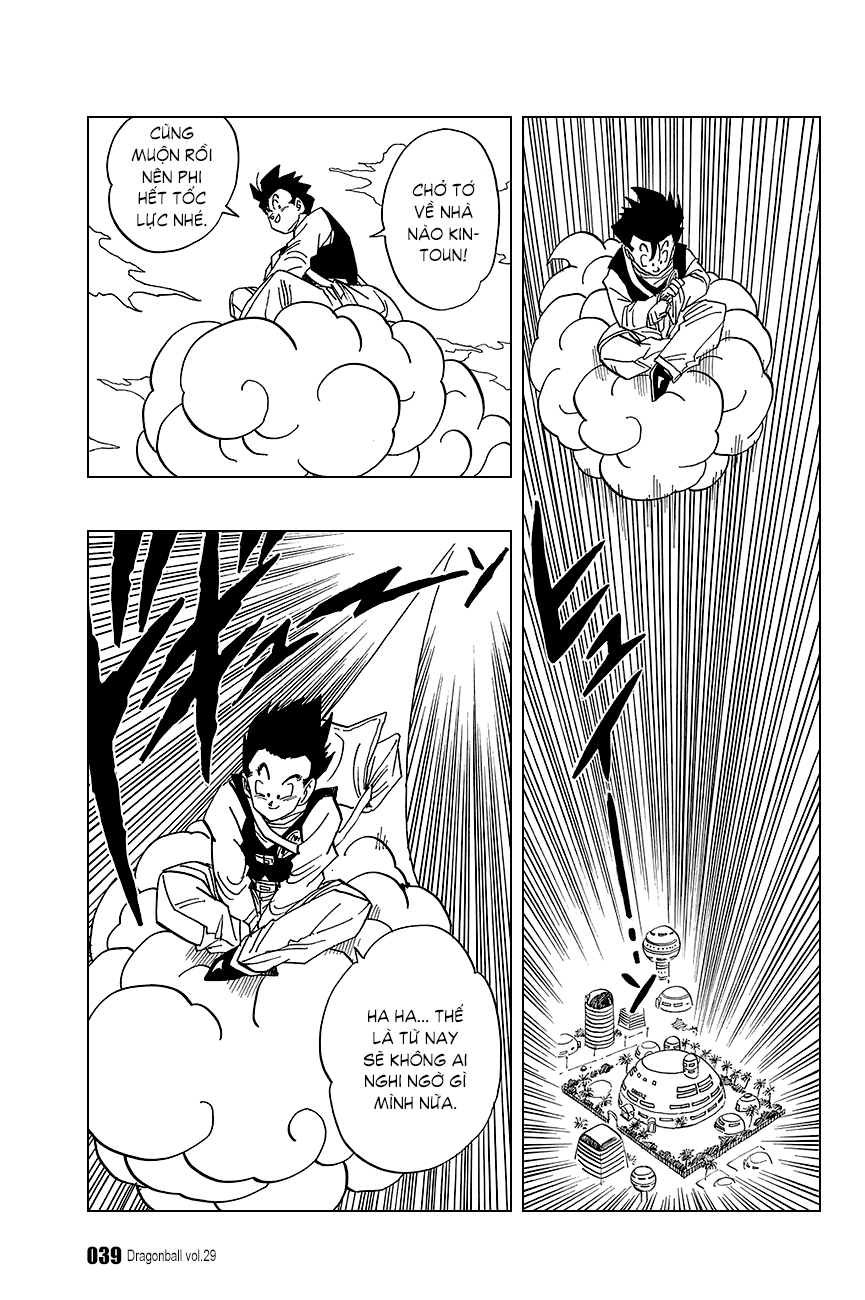 CHỞ TỚ
VỀ NHÀ
NÀO KIN-
TOUN!
CŨNG
MUỘN RỒI
NÊN PHI
HẾT TỐC
LỰC NHÉ.
HA HA... THẾ
LÀ TỪ NAY
SẼ KHÔNG AI
NGHI NGỜ GÌ
MÌNH NỮA.
039 Dragonball vol.29